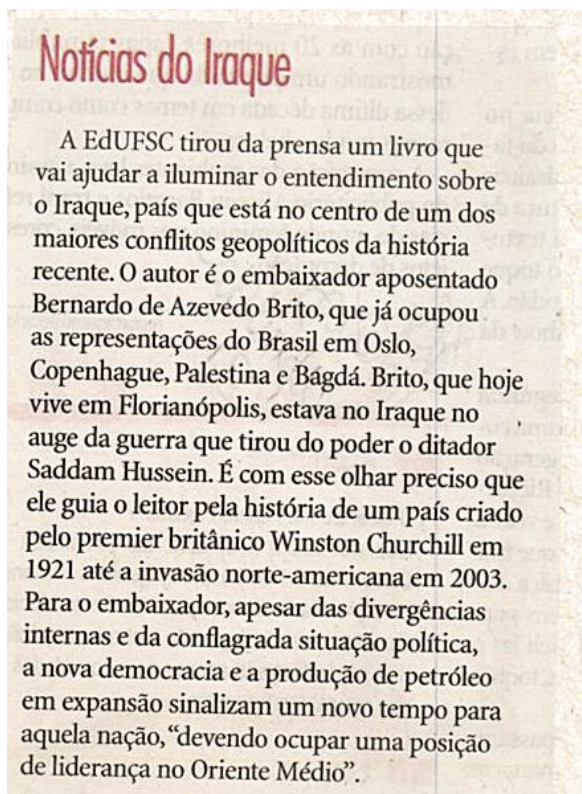 Notícias do Iraque
A EdUFSC tirou da prensa um livro que
vai ajudar a iluminar o entendimento sobre
o Iraque, país que está no centro de um dos
maiores conflitos geopolíticos da história
recente. O autor é o embaixador aposentado
Bernardo de Azevedo Brito, que já ocupou
as representações do Brasil em Oslo,
Copenhague, Palestina e Bagdá. Brito, que hoje
vive em Florianópolis, estava no Iraque no
auge da guerra que tirou do poder o ditador
Saddam Hussein. É com esse olhar preciso que
ele guia o leitor pela história de um país criado
pelo premier britânico Winston Churchill em
1921 até a invasão norte-americana em 2003.
Para o embaixador, apesar das divergências
internas e da conflagrada situação política,
a nova democracia e a produção de petróleo
em expansão sinalizam um novo tempo para
aquela nação, “devendo ocupar uma posição
de liderança no Oriente Médio”.